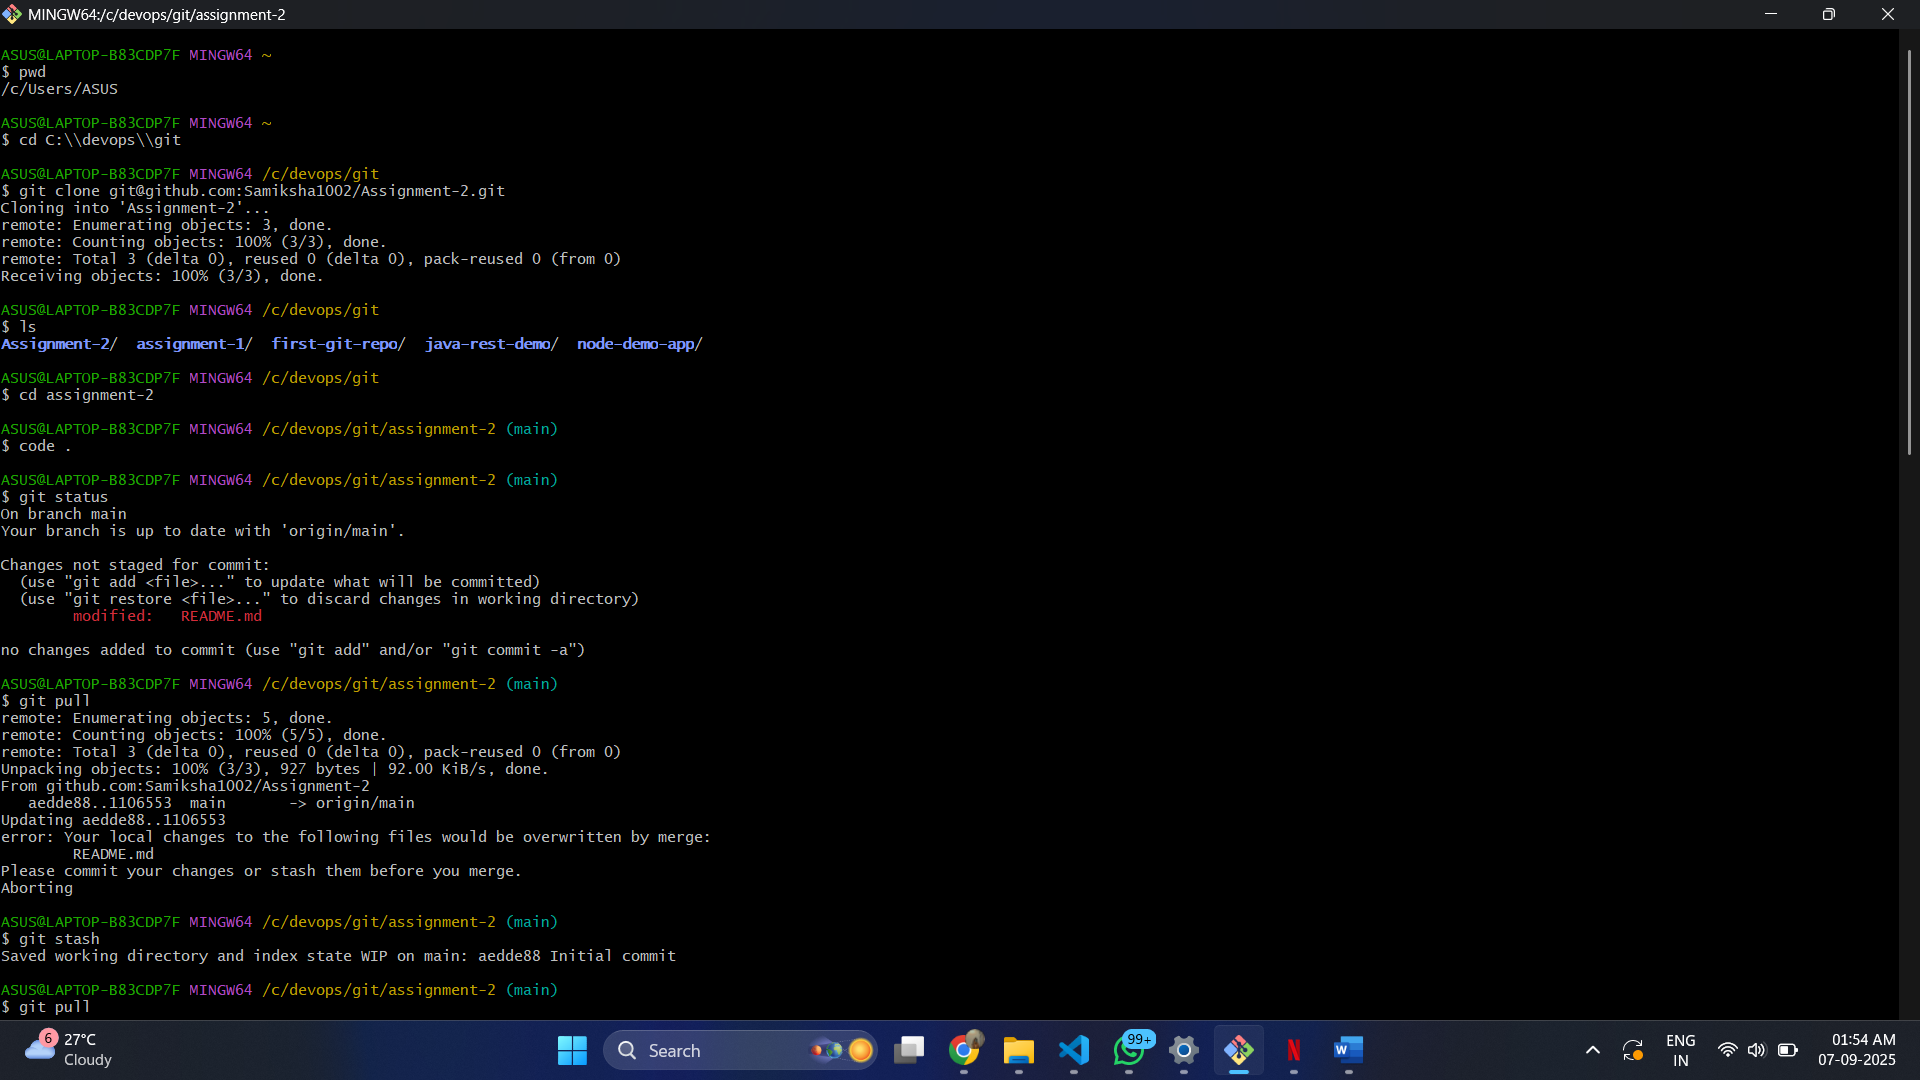 MINGW64:/c/devops/git/assignment-2
ASUS@LAPTOP-B83CDP7F MINGW64 ~
$ pwd
/c/Users/ASUS
ASUS@LAPTOP-B83CDP7F MINGW64 ~
$ cd C:\\devops\\git
ASUS@LAPTOP-B83CDP7F MINGW64 /c/devops/git
$ git clone git@github.com:Samiksha1002/Assignment-2.git
Cloning into 'Assignment-2'...
remote: Enumerating objects: 3, done.
remote: Counting objects: 100% (3/3), done.
remote: Total 3 (delta 0), reused 0 (delta 0), pack-reused 0 (from 0)
Receiving objects: 100% (3/3), done.
ASUS@LAPTOP-B83CDP7F MINGW64 /c/devops/git
$ ls
Assignment-2/  assignment-1/  first-git-repo/  java-rest-demo/  node-demo-app/
ASUS@LAPTOP-B83CDP7F MINGW64 /c/devops/git
$ cd assignment-2
ASUS@LAPTOP-B83CDP7F MINGW64 /c/devops/git/assignment-2 (main)
$ code .
ASUS@LAPTOP-B83CDP7F MINGW64 /c/devops/git/assignment-2 (main)
$ git status
On branch main
Your branch is up to date with 'origin/main'.
Changes not staged for commit:
  (use "git add <file>..." to update what will be committed)
  (use "git restore <file>..." to discard changes in working directory)
        modified:   README.md
no changes added to commit (use "git add" and/or "git commit -a")
ASUS@LAPTOP-B83CDP7F MINGW64 /c/devops/git/assignment-2 (main)
$ git pull
remote: Enumerating objects: 5, done.
remote: Counting objects: 100% (5/5), done.
remote: Total 3 (delta 0), reused 0 (delta 0), pack-reused 0 (from 0)
Unpacking objects: 100% (3/3), 927 bytes | 92.00 KiB/s, done.
From github.com:Samiksha1002/Assignment-2
   aedde88..1106553  main       -> origin/main
Updating aedde88..1106553
error: Your local changes to the following files would be overwritten by merge:
        README.md
Please commit your changes or stash them before you merge.
Aborting
ASUS@LAPTOP-B83CDP7F MINGW64 /c/devops/git/assignment-2 (main)
$ git stash
Saved working directory and index state WIP on main: aedde88 Initial commit
ASUS@LAPTOP-B83CDP7F MINGW64 /c/devops/git/assignment-2 (main)
$ git pull
6
27°C
Cloudy
Search
99+
N
W
ENG
IN
01:54 AM
07-09-2025